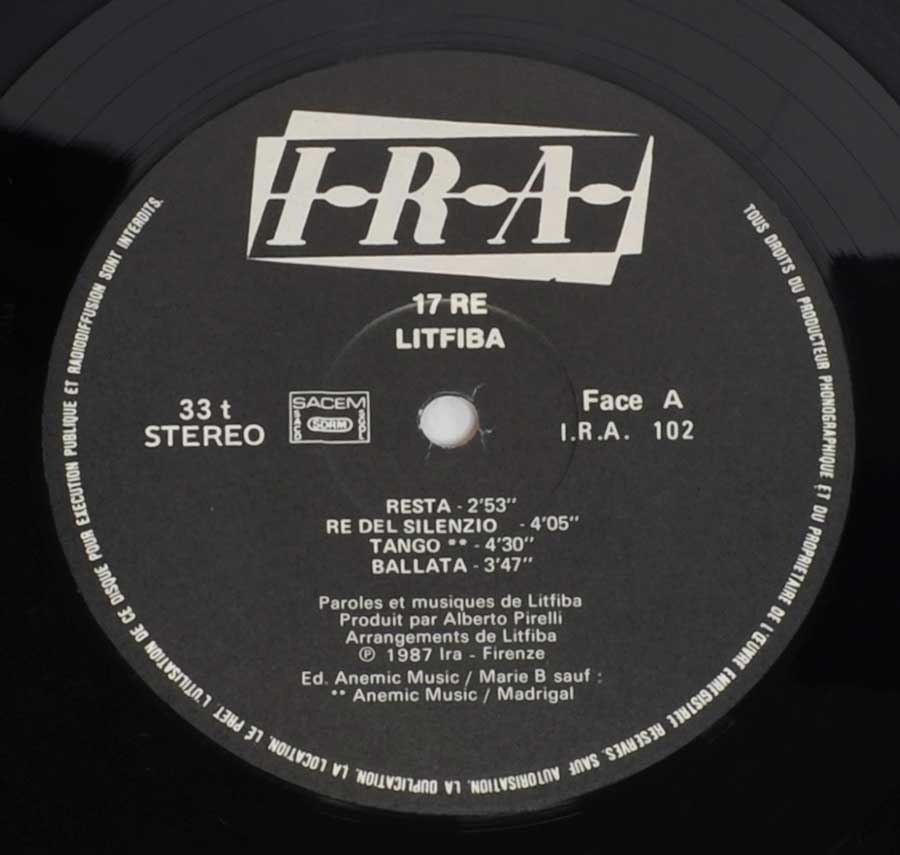 I·R·A·
17 RE
LITFIBA
33 t
STEREO
SACEM
SDRM
Face A
I.R.A. 102
RESTA - 2'53"
RE DEL SILENZIO - 4'05"
TANGO ** - 4'30"
BALLATA - 3'47"
Paroles et musiques de Litfiba
Produit par Alberto Pirelli
Arrangements de Litfiba
℗ 1987 Ira - Firenze
Ed. Anemic Music / Marie B sauf :
** Anemic Music / Madrigal
TOUS DROITS DU PRODUCTEUR PHONOGRAPHIQUE ET DU PROPRIETAIRE DE L'ŒUVRE ENREGISTREE RESERVES. SAUF AUTORISATION, LA DUPLICATION, LA LOCATION, LE PRET, L'UTILISATION DE CE DISQUE POUR EXECUTION PUBLIQUE ET RADIODIFFUSION SONT INTERDITS.